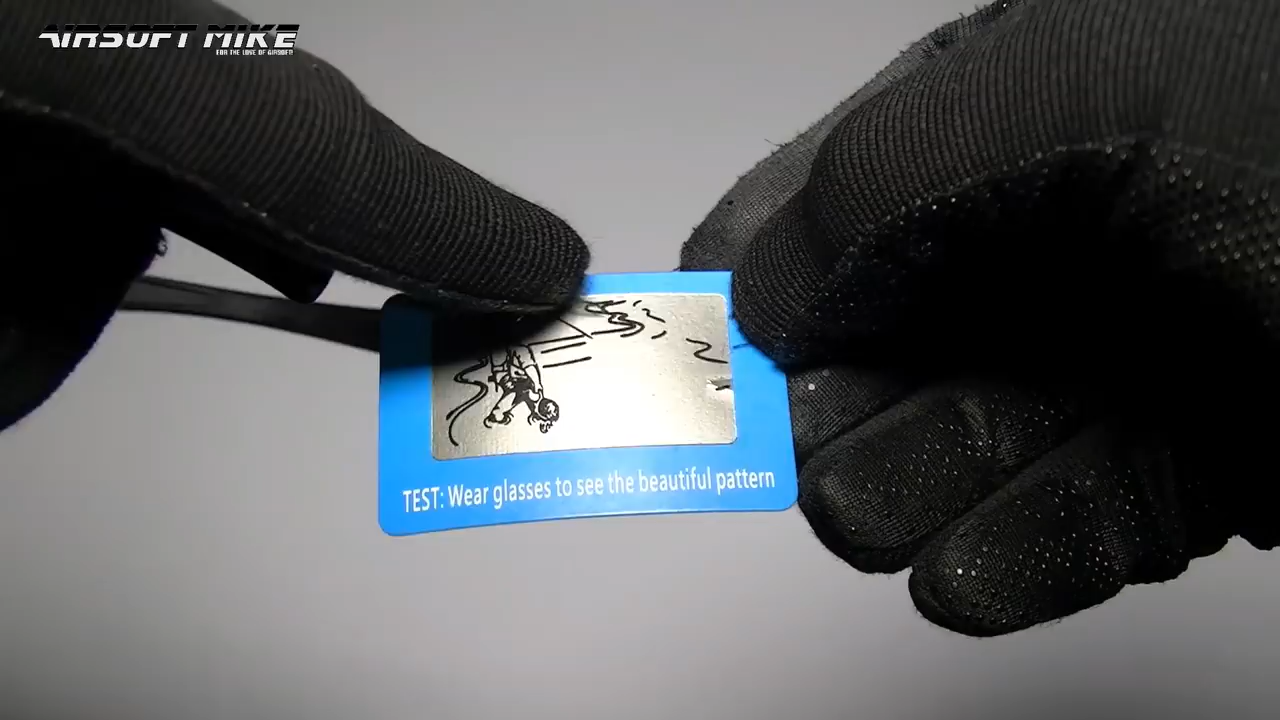 AIRSOFT MIKE
FOR THE LOVE OF AIRSOFT
TEST: Wear glasses to see the beautiful pattern